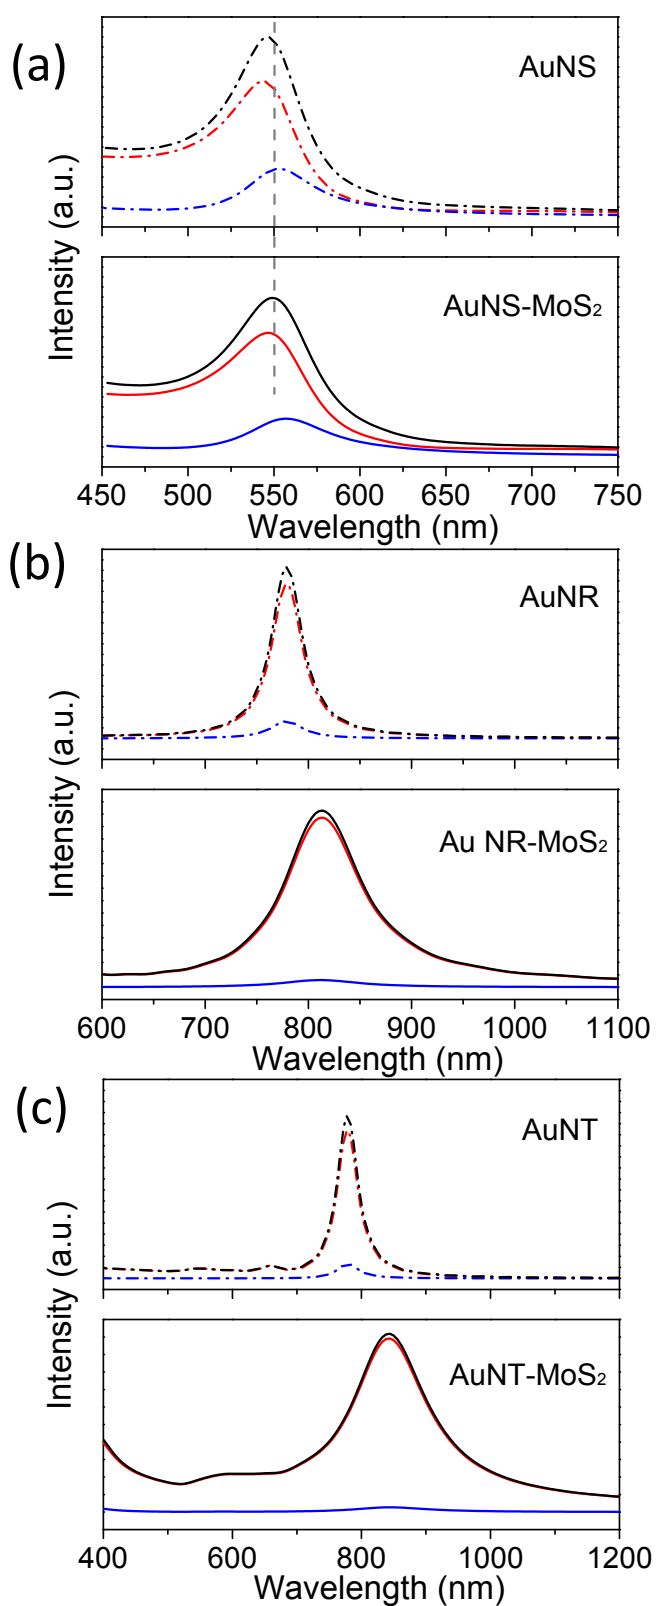 (a)
AuNS
AuNS-MoS₂
Intensity (a.u.)
450 500 550 600 650 700 750
Wavelength (nm)
(b)
AuNR
Au NR-MoS₂
Intensity (a.u.)
600 700 800 900 1000 1100
Wavelength (nm)
(c)
AuNT
AuNT-MoS₂
Intensity (a.u.)
400 600 800 1000 1200
Wavelength (nm)